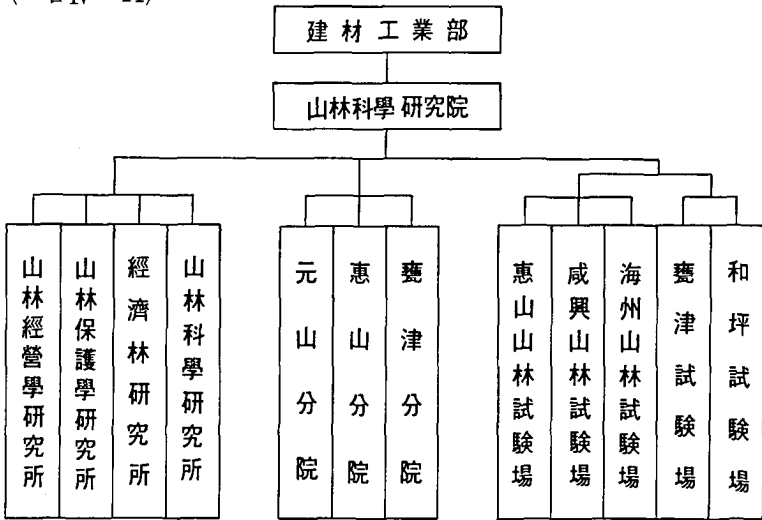 建材工業部
山林科學研究院
山林經營學研究所
山林保護學研究所
經濟林研究所
山林科學研究所
元山分院
惠山分院
甕津分院
惠山山林試驗場
咸興山林試驗場
海州山林試驗場
甕津試驗場
和坪試驗場